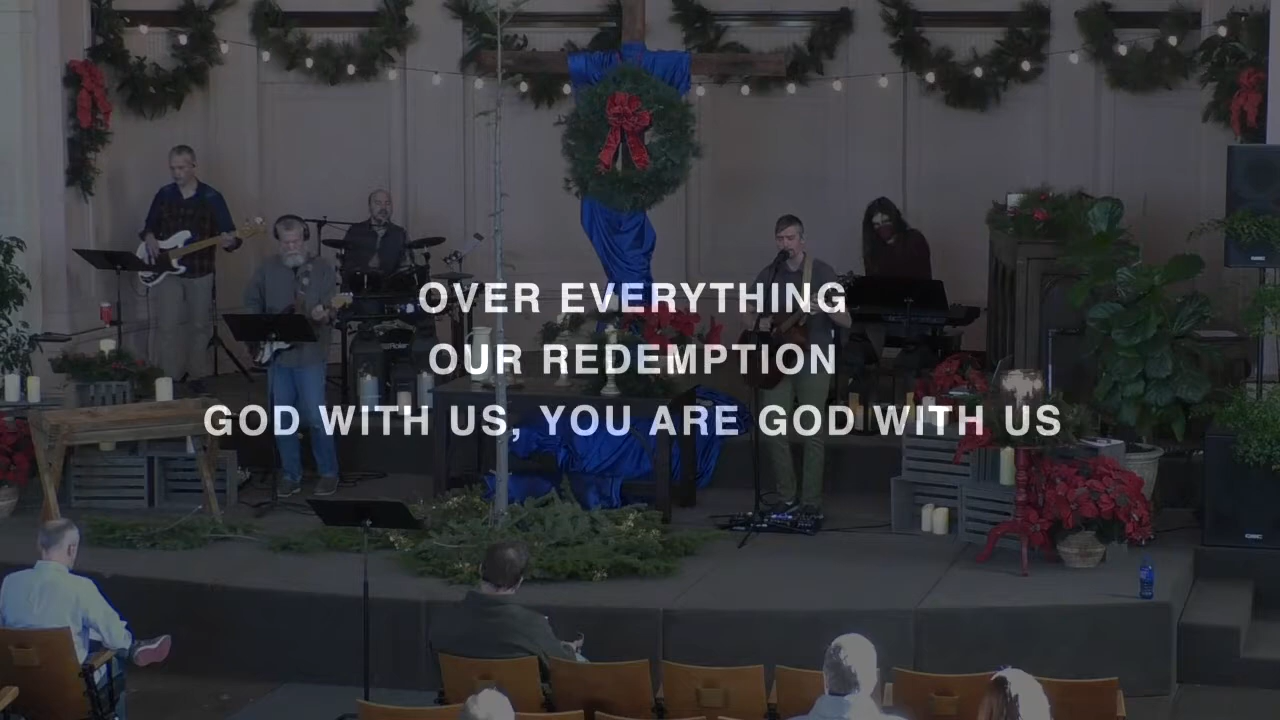 OVER EVERYTHING
OUR REDEMPTION
GOD WITH US, YOU ARE GOD WITH US